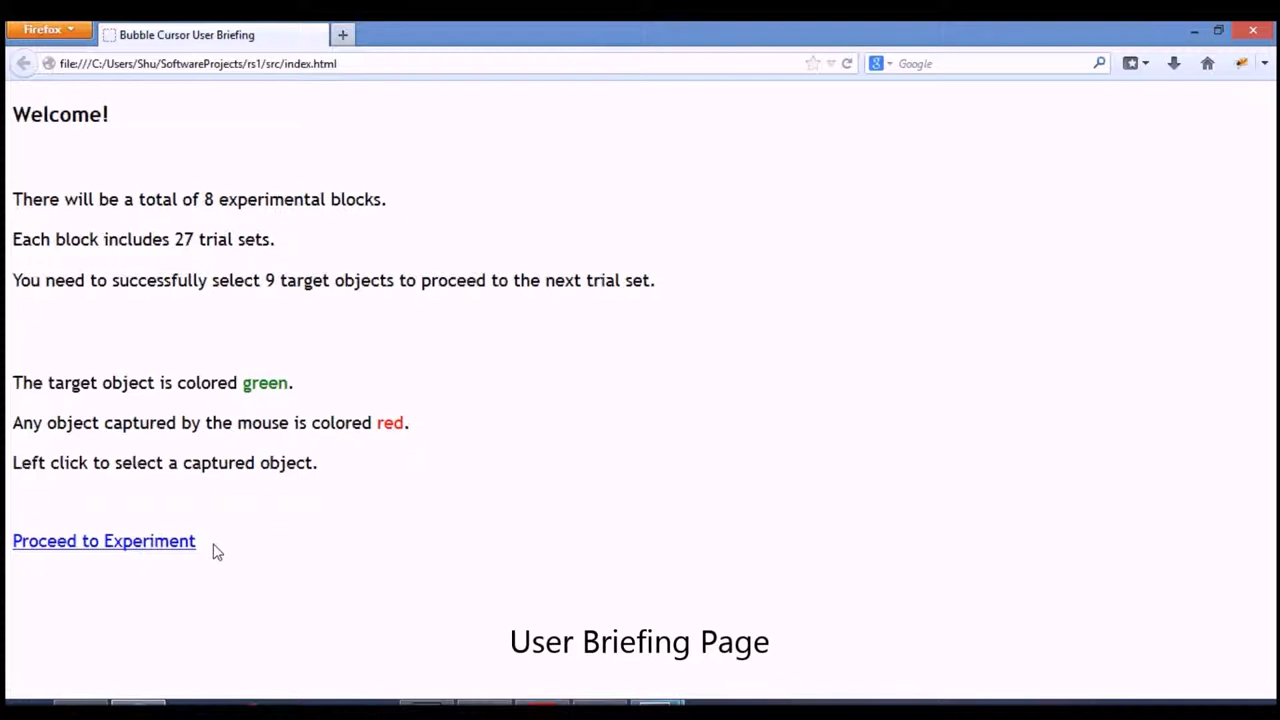 Firefox
Bubble Cursor User Briefing
file:///C:/Users/Shu/SoftwareProjects/rs1/src/index.html
Google
Welcome!
There will be a total of 8 experimental blocks.
Each block includes 27 trial sets.
You need to successfully select 9 target objects to proceed to the next trial set.
The target object is colored green.
Any object captured by the mouse is colored red.
Left click to select a captured object.
Proceed to Experiment
User Briefing Page